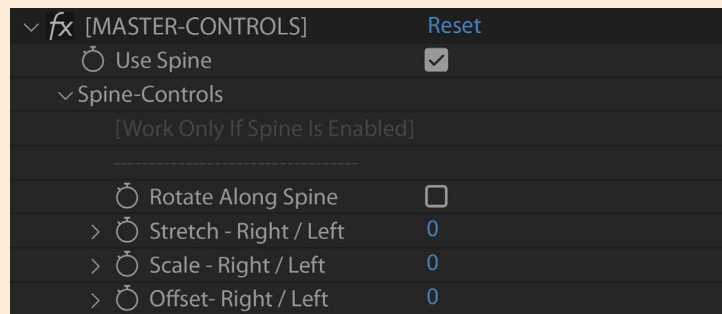 fx [MASTER-CONTROLS] Reset
Use Spine
Spine-Controls
[Work Only If Spine Is Enabled]
----------------------------------
Rotate Along Spine
Stretch - Right / Left 0
Scale - Right / Left 0
Offset- Right / Left 0